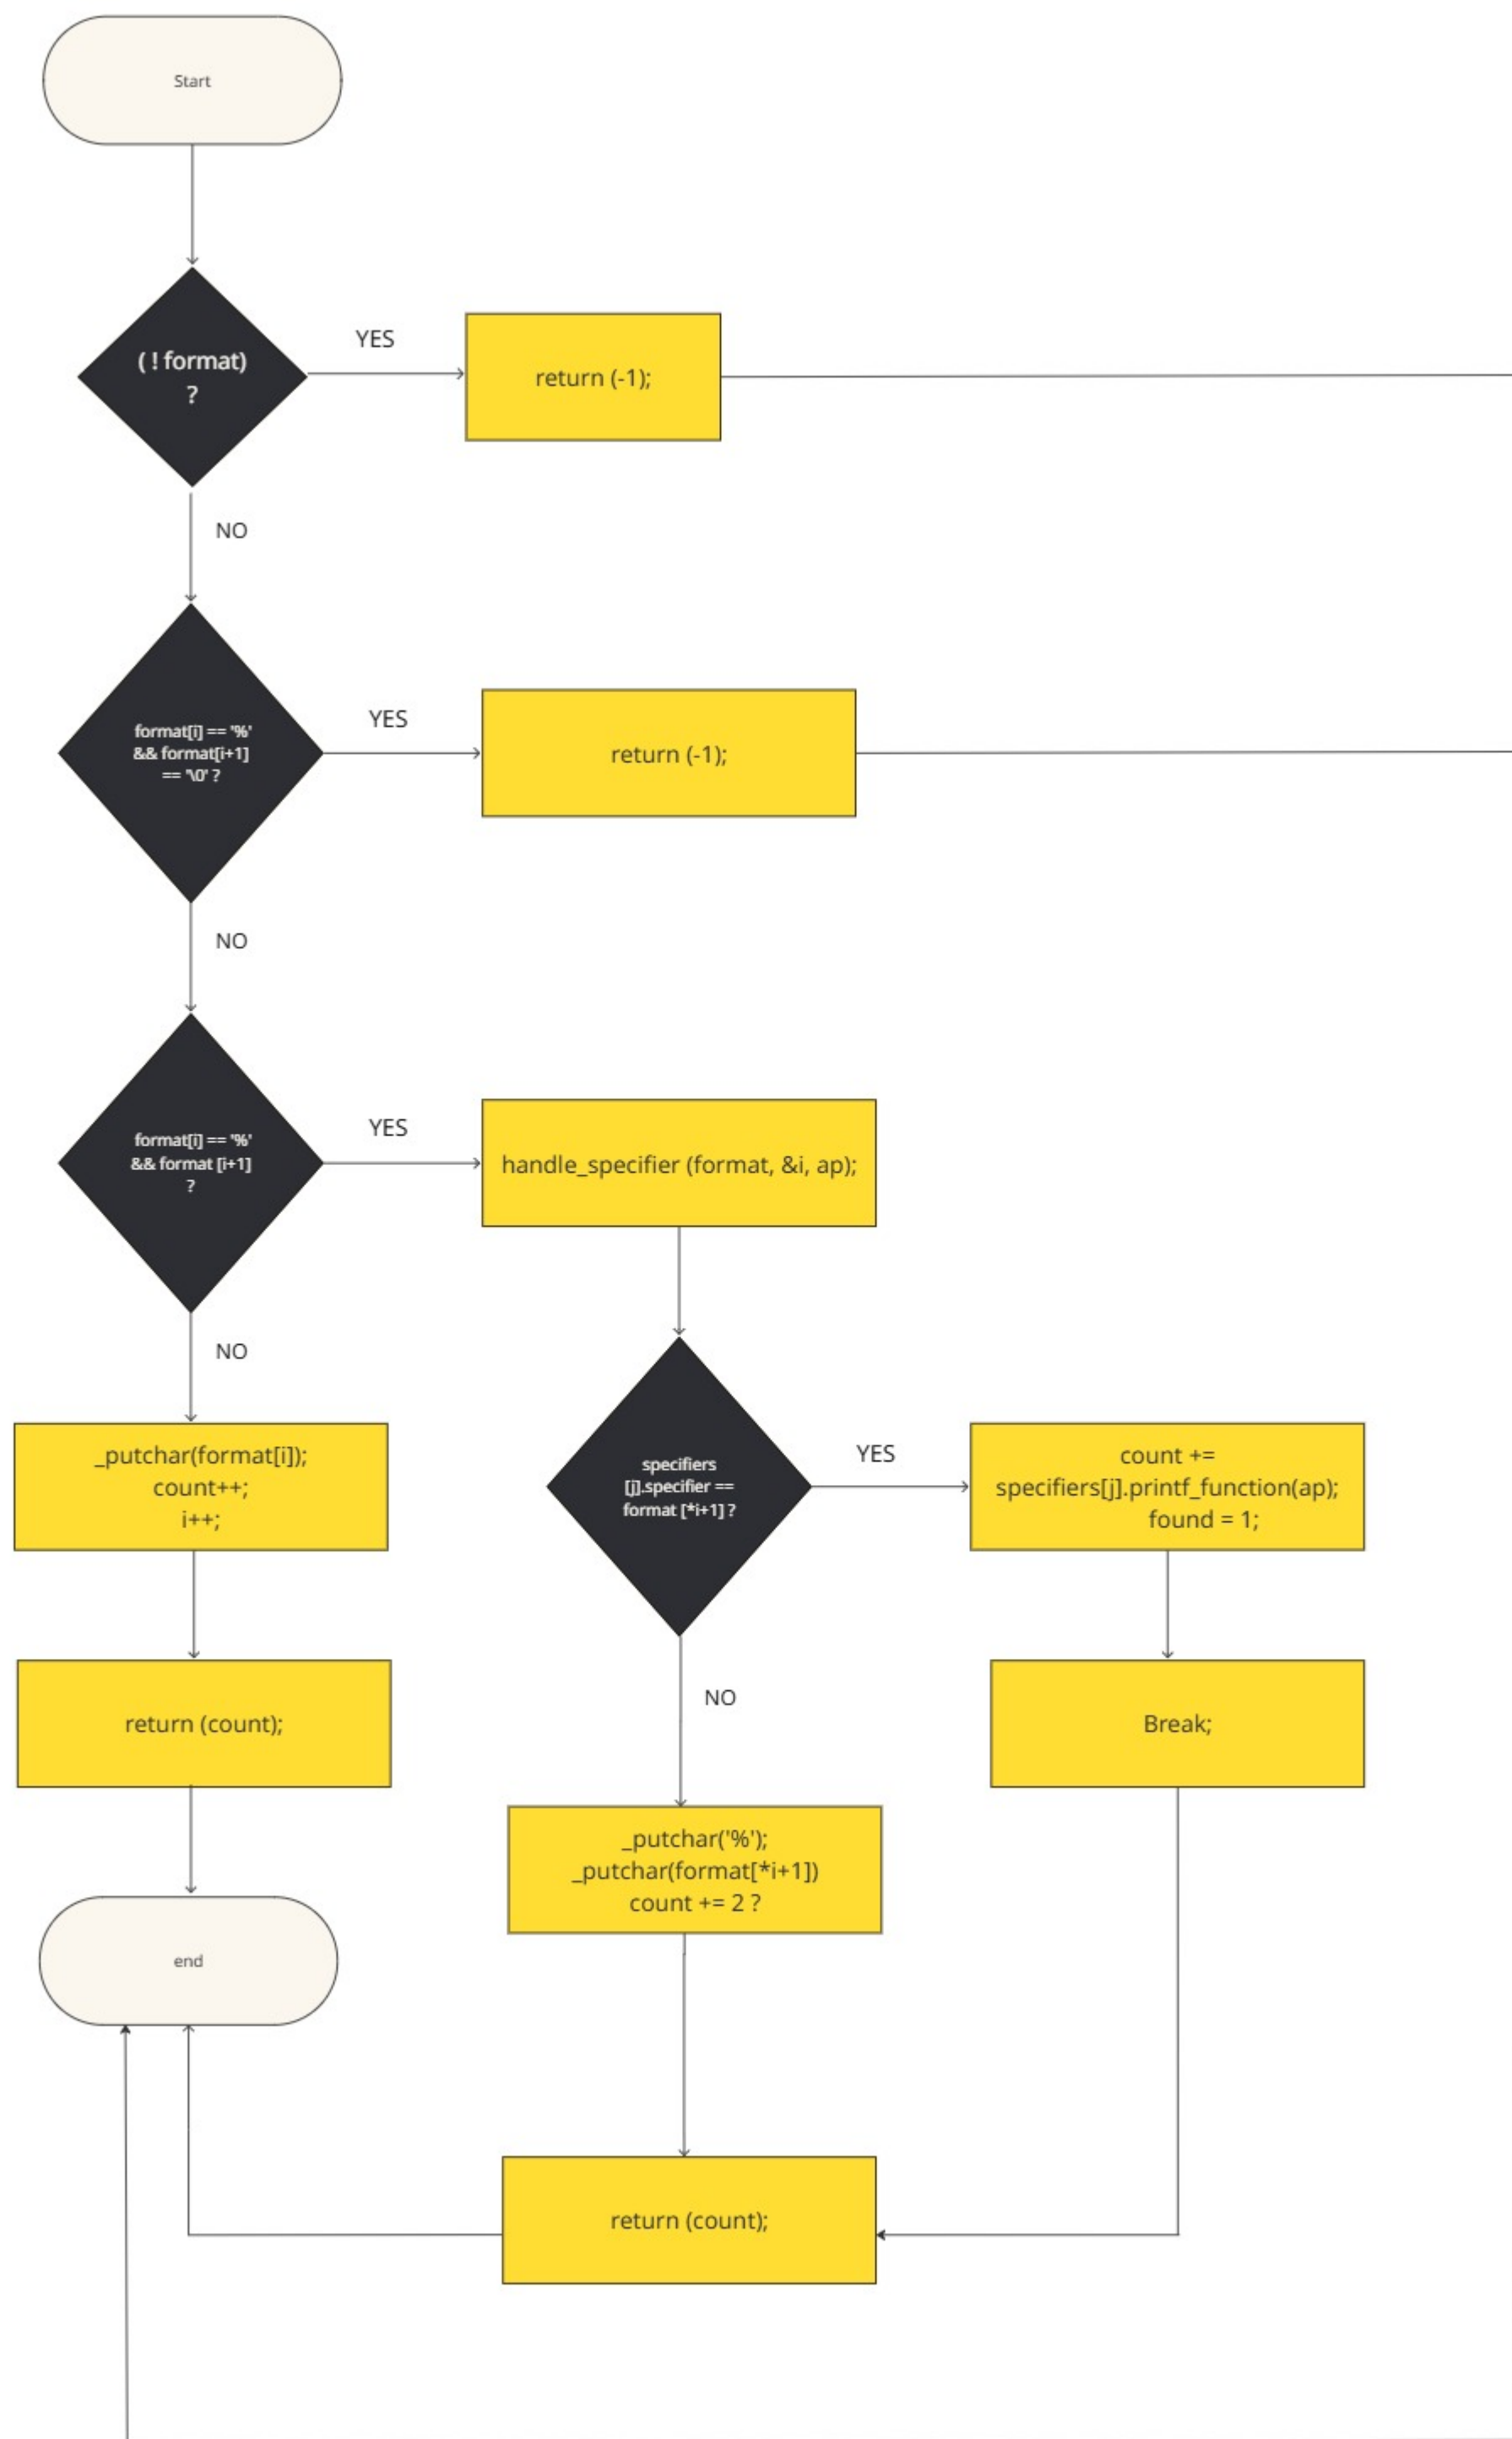 Start
( ! format)
?
YES
return (-1);
NO
format[i] == '%'
&& format[i+1]
== '\0' ?
YES
return (-1);
NO
format[i] == '%'
&& format [i+1]
?
YES
handle_specifier (format, &i, ap);
NO
_putchar(format[i]);
count++;
i++;
specifiers
[j].specifier ==
format [*i+1] ?
YES
count +=
specifiers[j].printf_function(ap);
found = 1;
return (count);
NO
Break;
_putchar('%');
_putchar(format[*i+1])
count += 2 ?
end
return (count);